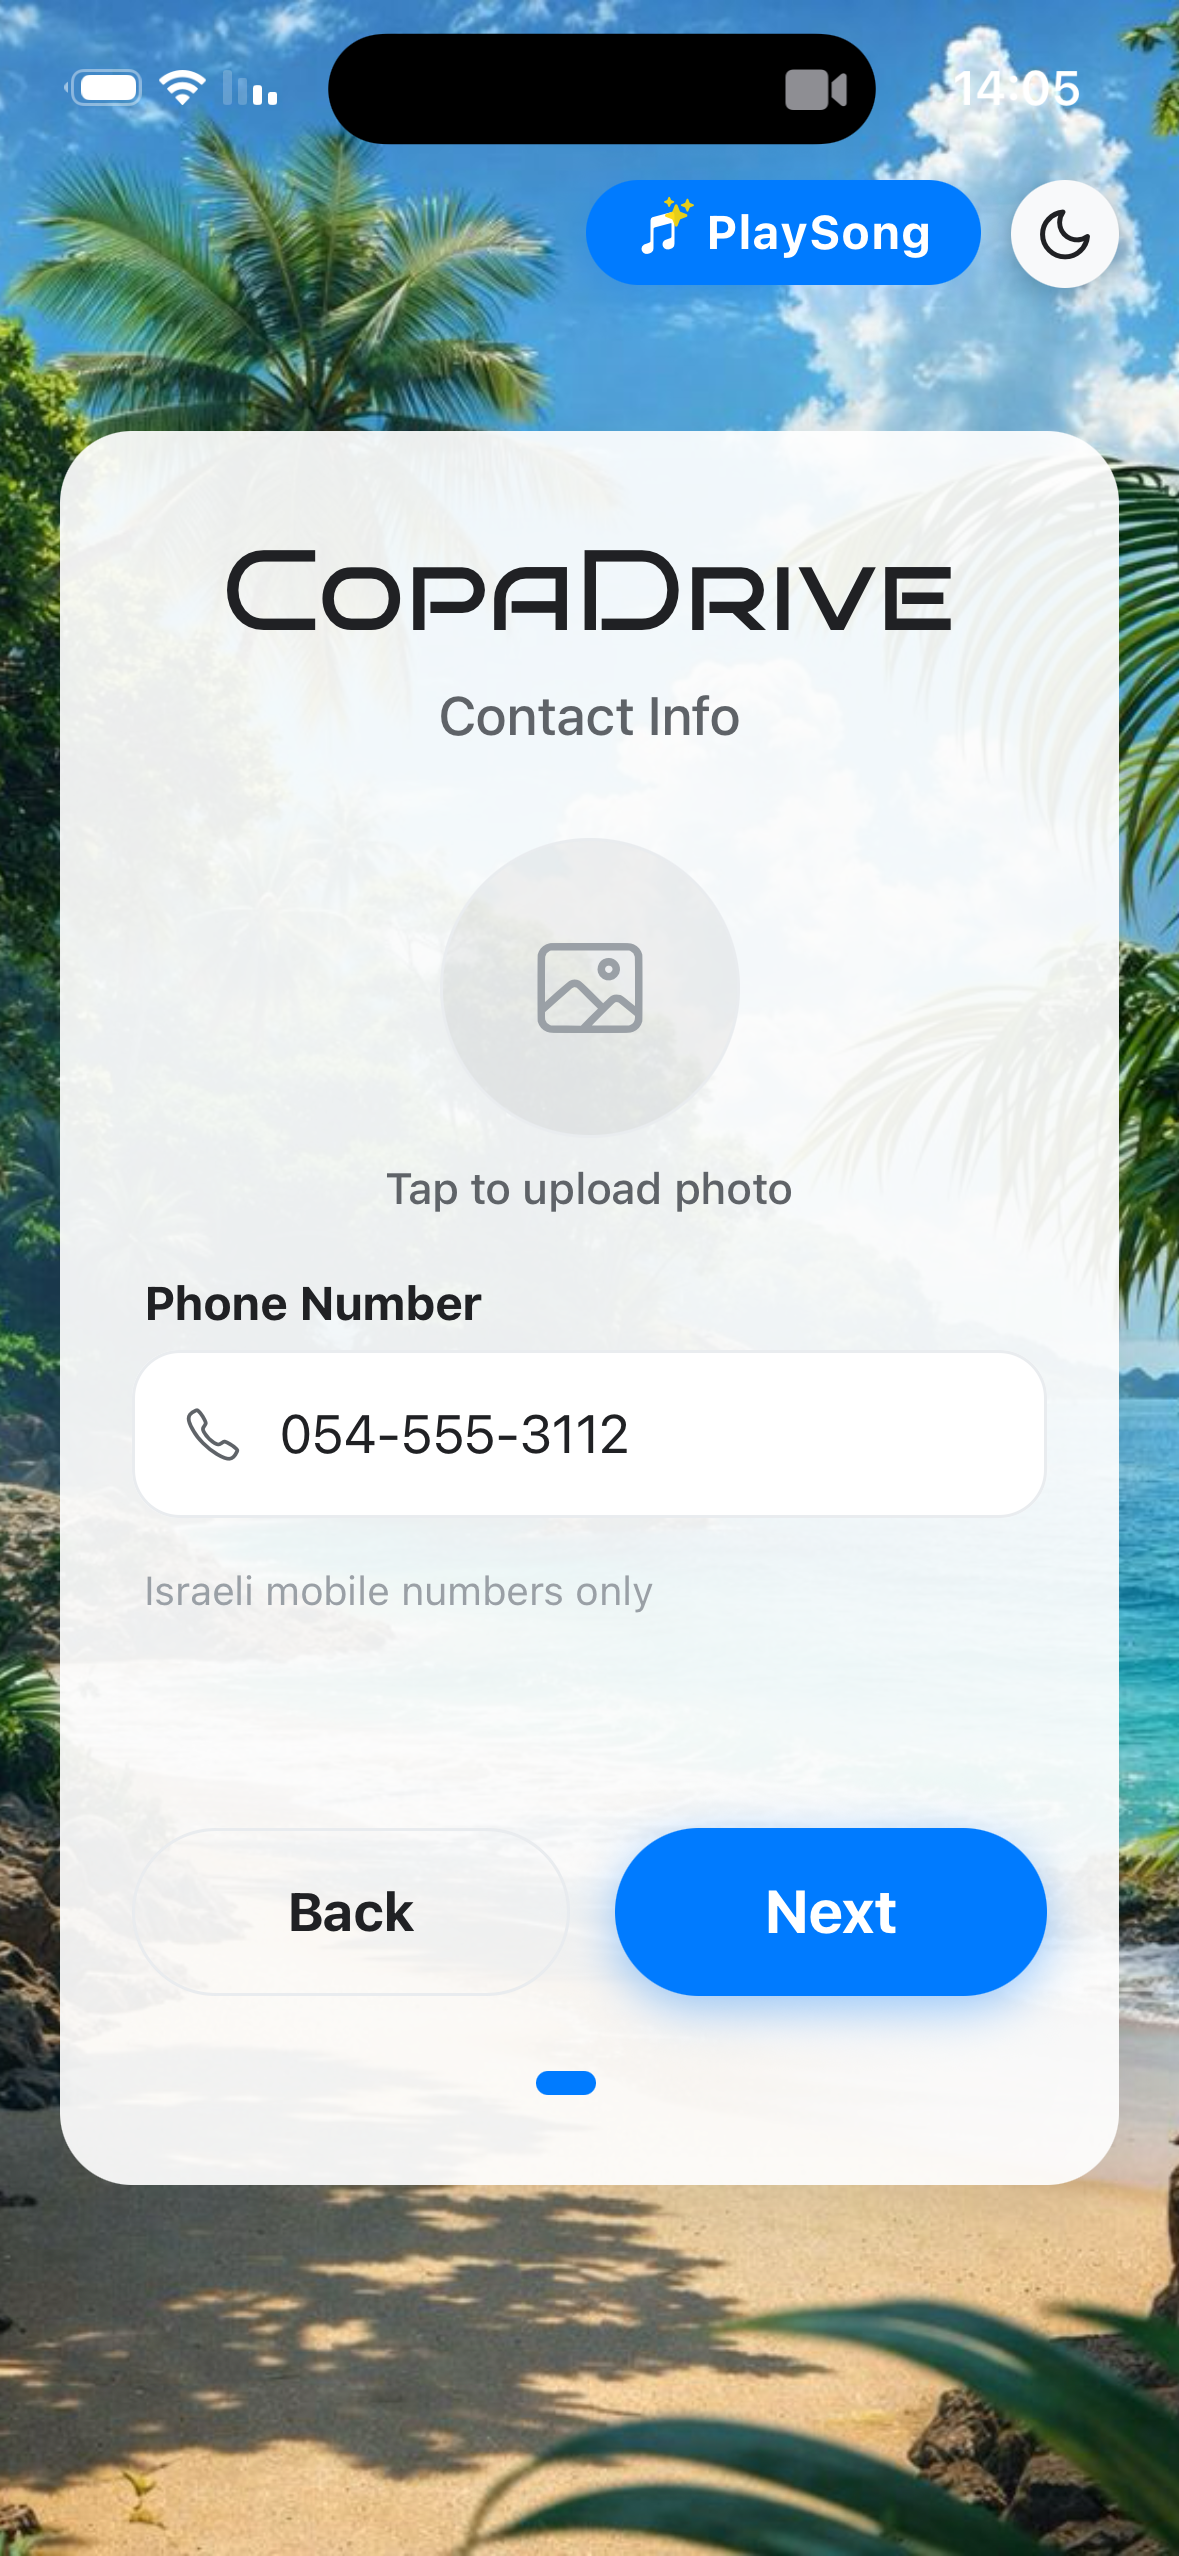 14:05
PlaySong
CopaDrive
Contact Info
Tap to upload photo
Phone Number
054-555-3112
Israeli mobile numbers only
Back
Next